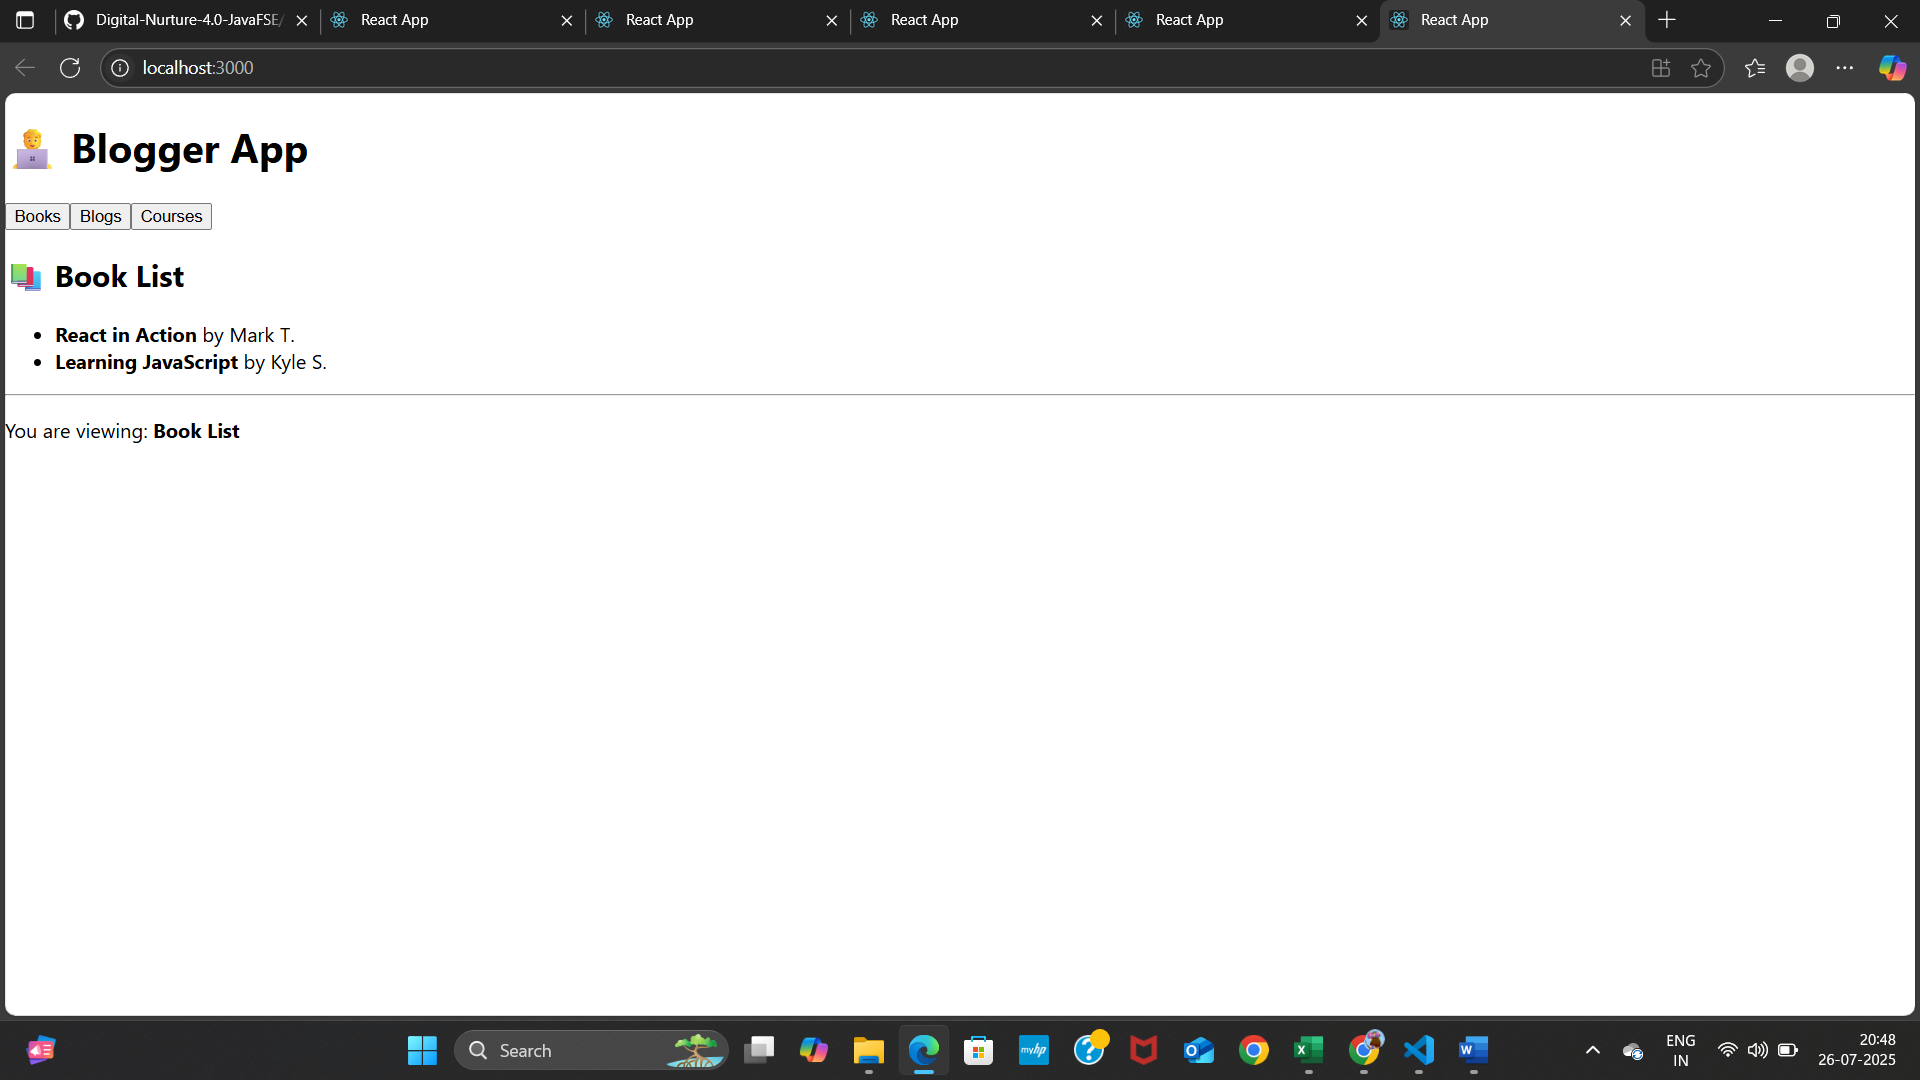 Digital-Nurture-4.0-JavaFSE/
React App
React App
React App
React App
React App
localhost:3000
Blogger App
Books Blogs Courses
Book List
• React in Action by Mark T.
• Learning JavaScript by Kyle S.
You are viewing: Book List
Search
myhp
ENG
IN
20:48
26-07-2025